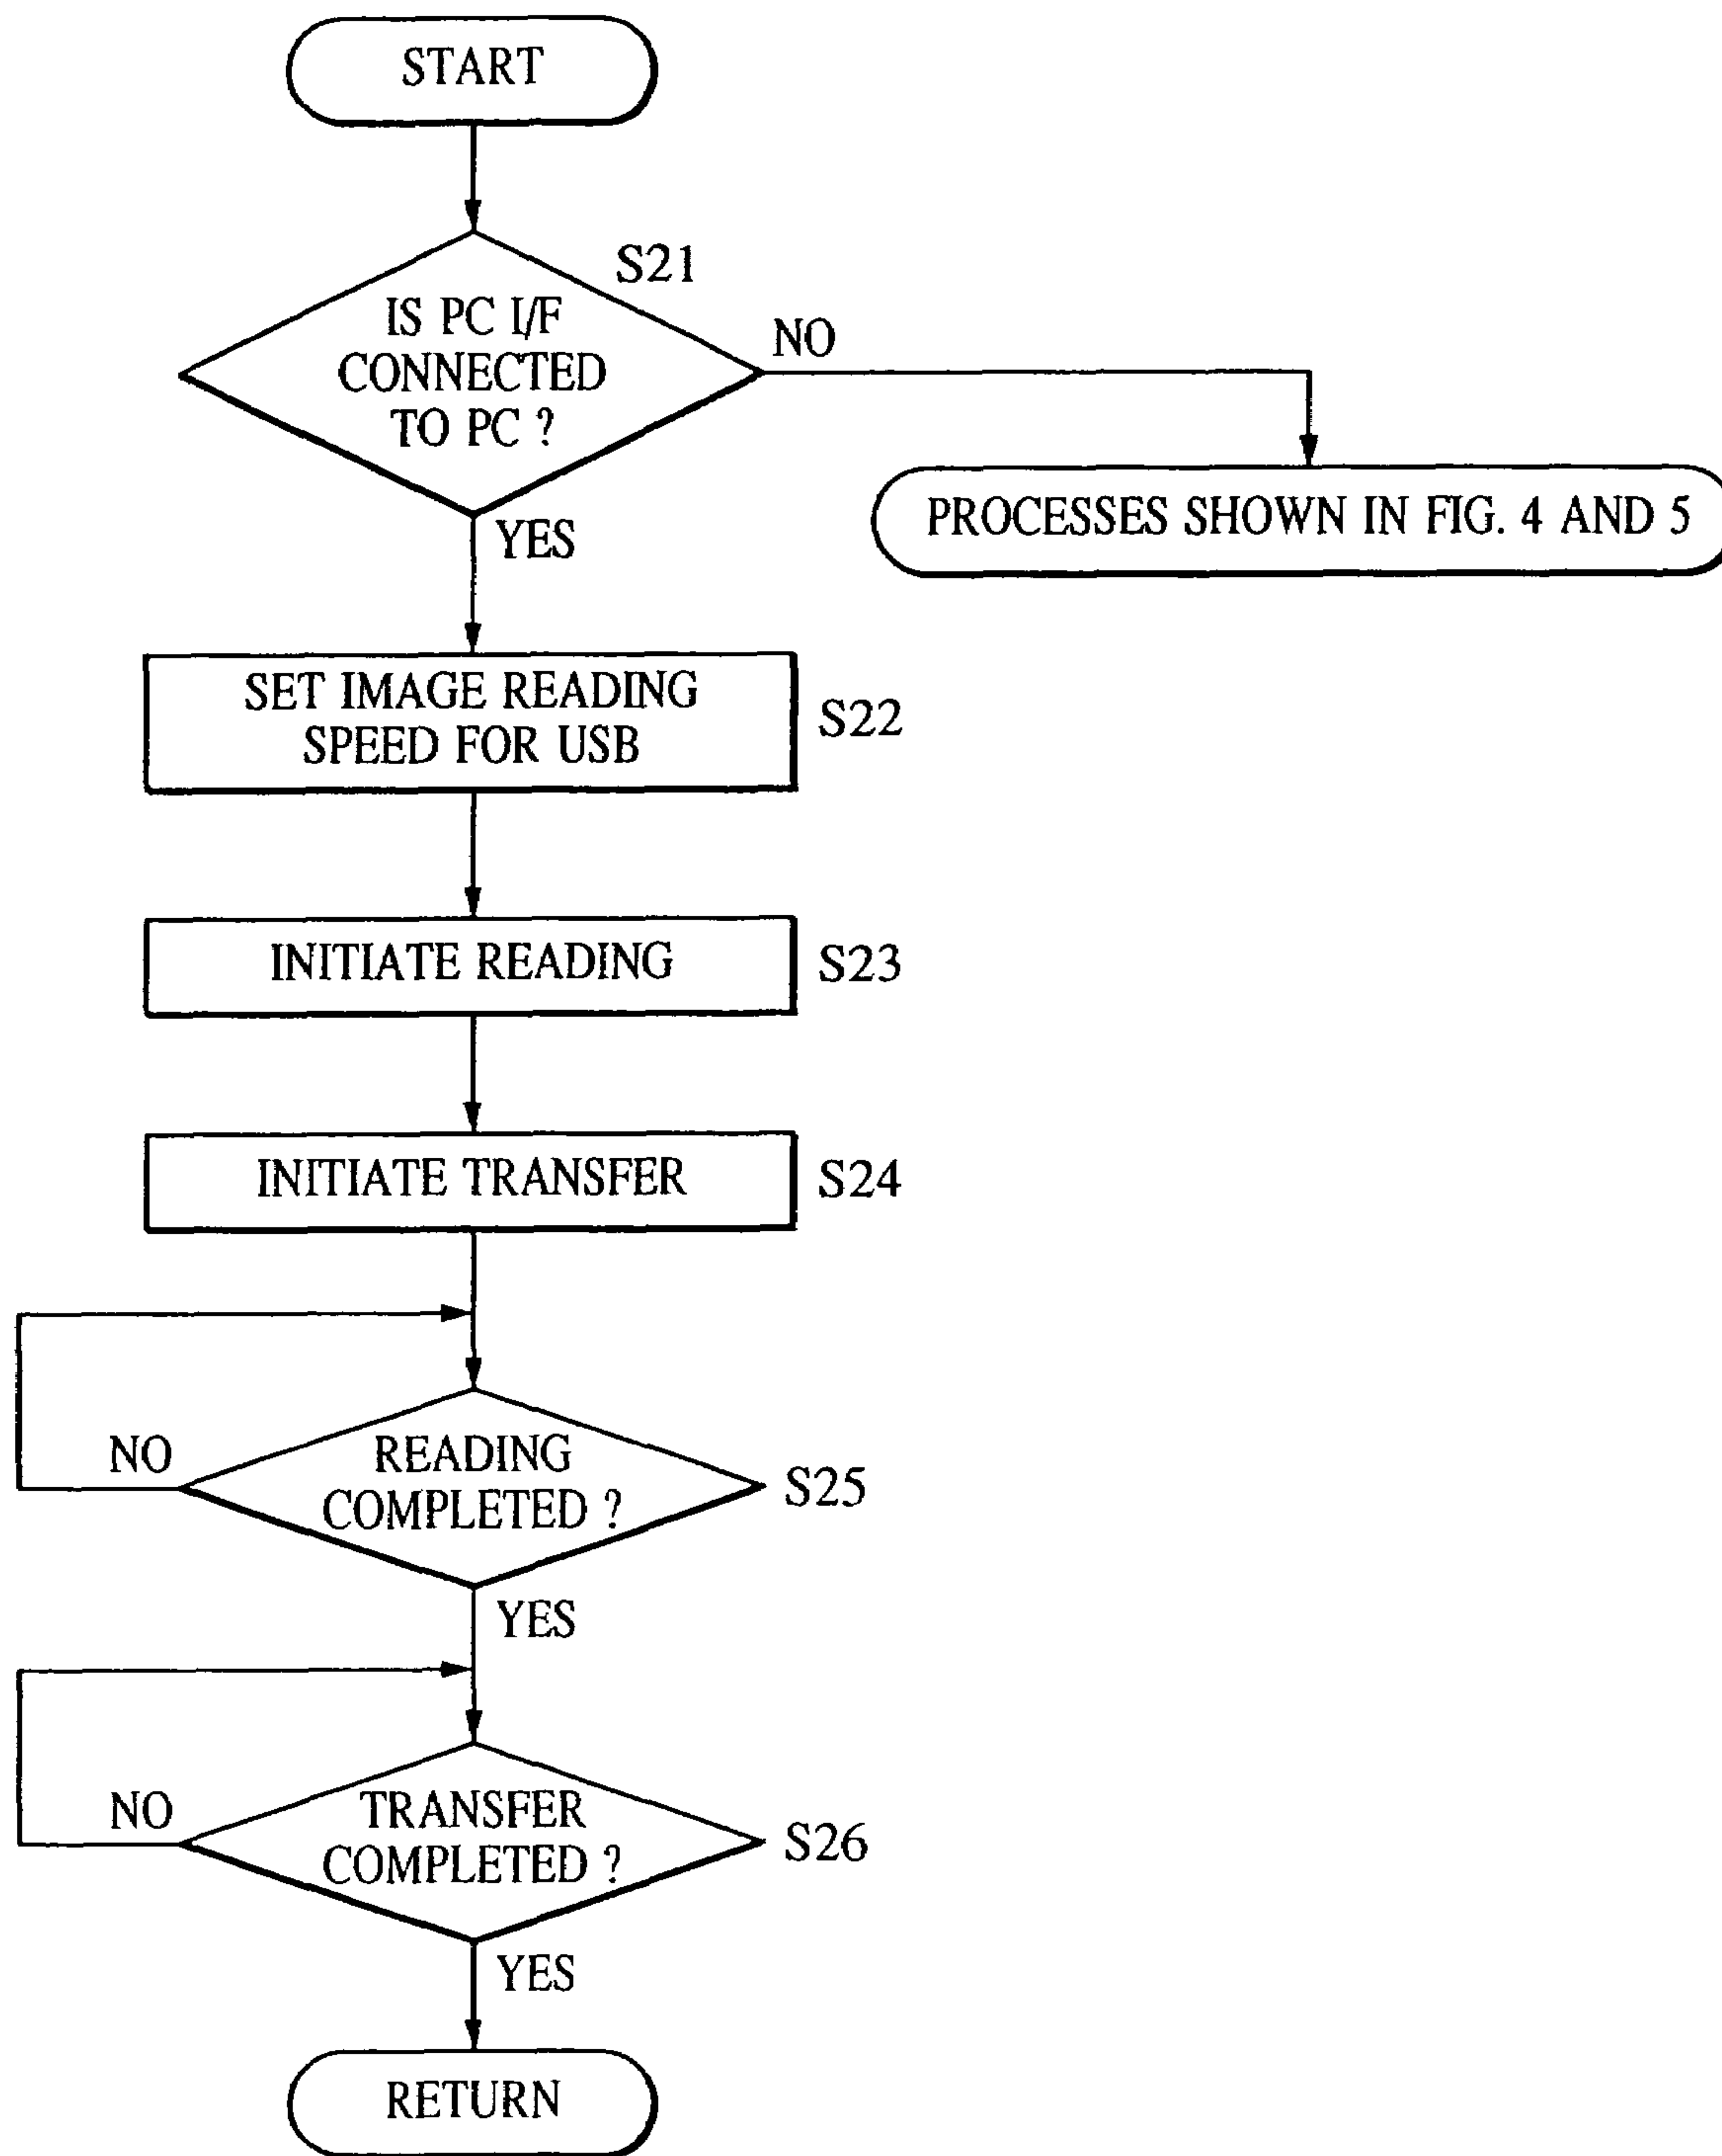 START
S21
IS PC I/F
CONNECTED
TO PC ?
NO
YES
PROCESSES SHOWN IN FIG. 4 AND 5
SET IMAGE READING
SPEED FOR USB
S22
INITIATE READING
S23
INITIATE TRANSFER
S24
NO
READING
COMPLETED ?
S25
YES
NO
TRANSFER
COMPLETED ?
S26
YES
RETURN